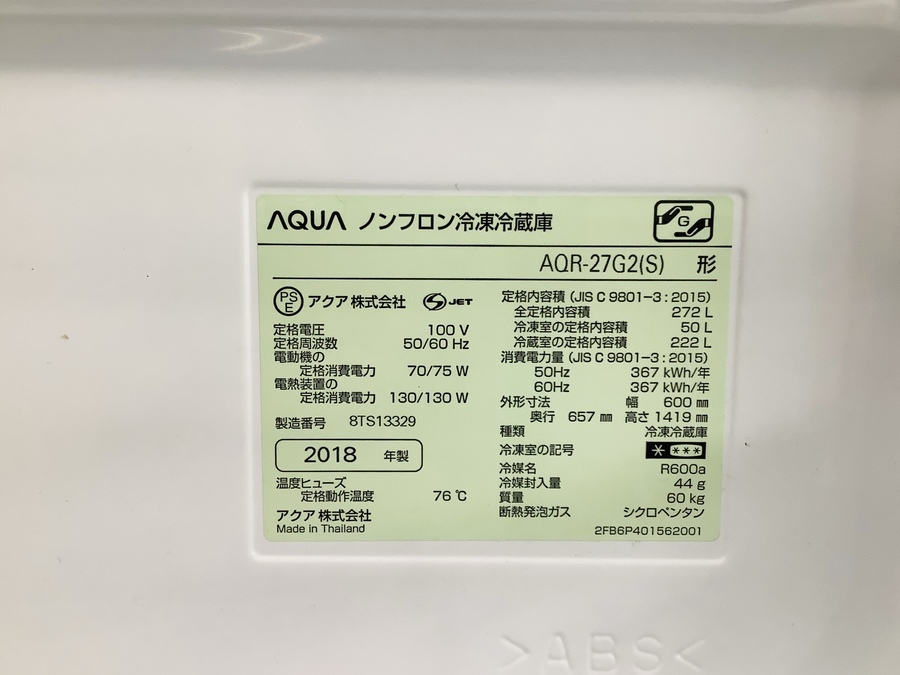 AQUA ノンフロン冷凍冷蔵庫
G
AQR-27G2(S) 形
PS E アクア株式会社 S JET
定格電圧 100 V
定格周波数 50/60 Hz
電動機の
定格消費電力 70/75 W
電熱装置の
定格消費電力 130/130 W
製造番号 8TS13329
2018 年製
温度ヒューズ
定格動作温度 76 ℃
アクア株式会社
Made in Thailand
定格内容積 (JIS C 9801-3 : 2015)
全定格内容積 272 L
冷凍室の定格内容積 50 L
冷蔵室の定格内容積 222 L
消費電力量 (JIS C 9801-3 : 2015)
50Hz 367 kWh/年
60Hz 367 kWh/年
外形寸法 幅 600 ㎜
奥行 657 ㎜ 高さ 1419 ㎜
種類 冷凍冷蔵庫
冷凍室の記号 * ***
冷媒名 R600a
冷媒封入量 44 g
質量 60 kg
断熱発泡ガス シクロペンタン
2FB6P401562001
>ABS<